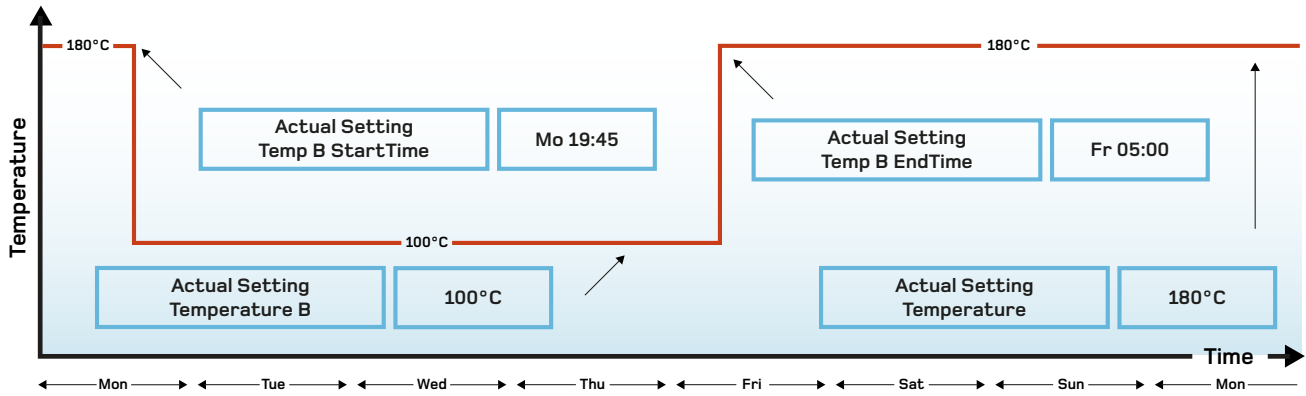 180°C
180°C
Temperature
Actual Setting
Temp B StartTime
Mo 19:45
Actual Setting
Temp B EndTime
Fr 05:00
100°C
Actual Setting
Temperature B
100°C
Actual Setting
Temperature
180°C
Time
Mon Tue Wed Thu Fri Sat Sun Mon